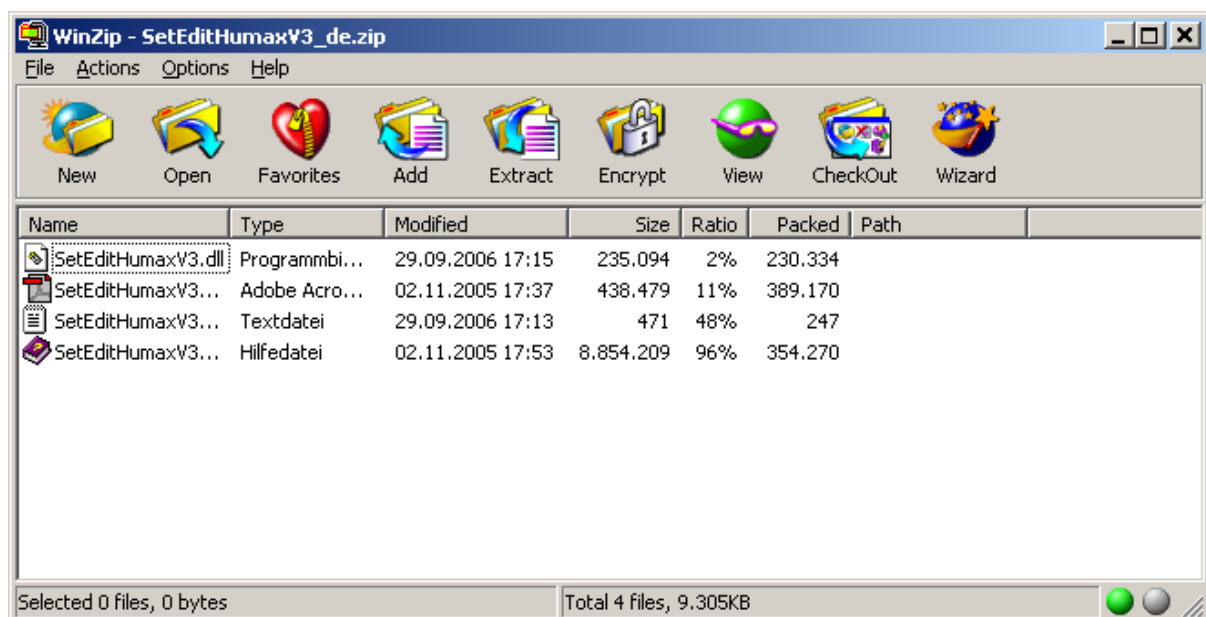 WinZip - SetEditHumaxV3_de.zip
File Actions Options Help
New Open Favorites Add Extract Encrypt View CheckOut Wizard
Name Type Modified Size Ratio Packed Path
SetEditHumaxV3.dll Programmbi... 29.09.2006 17:15 235.094 2% 230.334
SetEditHumaxV3... Adobe Acro... 02.11.2005 17:37 438.479 11% 389.170
SetEditHumaxV3... Textdatei 29.09.2006 17:13 471 48% 247
SetEditHumaxV3... Hilfedatei 02.11.2005 17:53 8.854.209 96% 354.270
Selected 0 files, 0 bytes Total 4 files, 9.305KB